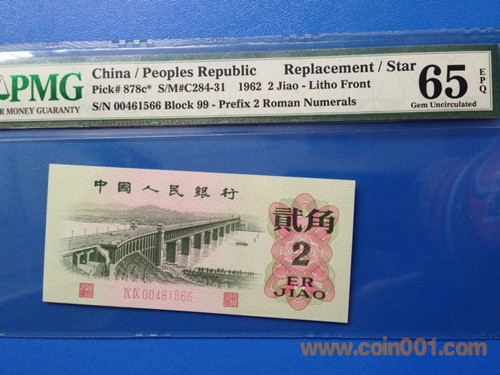 PMG
R MONEY GUARANTY
China / Peoples Republic Replacement / Star
Pick# 878c* S/M#C284-31 1962 2 Jiao - Litho Front
S/N 00461566 Block 99 - Prefix 2 Roman Numerals
65 EPQ
Gem Uncirculated
中國人民銀行
貳角
2
ER
JIAO
IX IX 00461566
www.coin001.com